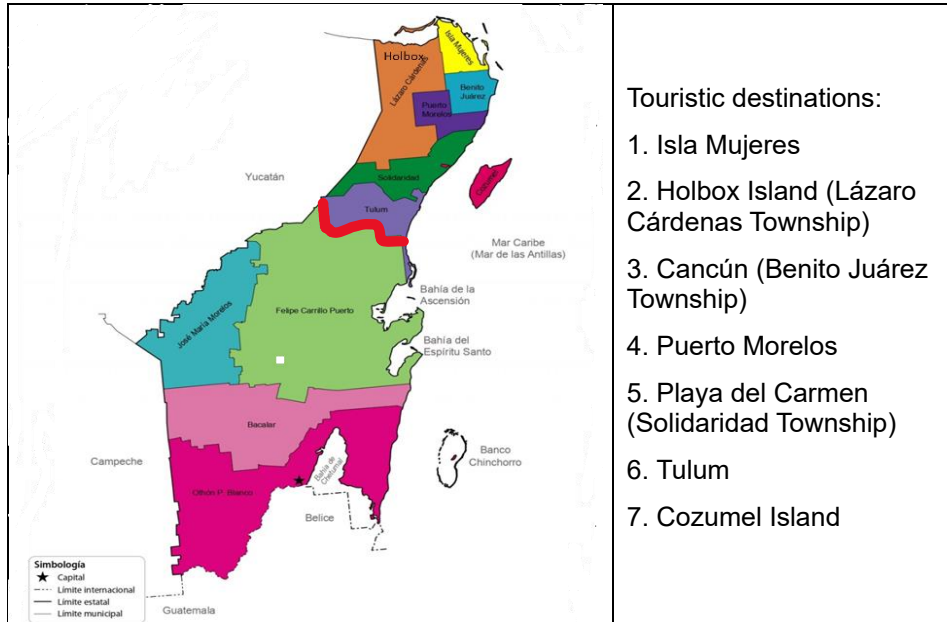 Holbox
Isla Mujeres
Lázaro Cárdenas
Benito
Juárez
Puerto
Morelos
Yucatán
Solidaridad
Cozumel
Tulum
Mar Caribe
(Mar de las Antillas)
Bahía de la
Ascensión
Felipe Carrillo Puerto
José María Morelos
Bahía del
Espíritu Santo
Bacalar
Campeche
Bahía de
Chetumal
Banco
Chinchorro
Othón P. Blanco
Belice
Simbología
Capital
Límite internacional
Límite estatal
Límite municipal
Guatemala
Touristic destinations:
1. Isla Mujeres
2. Holbox Island (Lázaro
Cárdenas Township)
3. Cancún (Benito Juárez
Township)
4. Puerto Morelos
5. Playa del Carmen
(Solidaridad Township)
6. Tulum
7. Cozumel Island